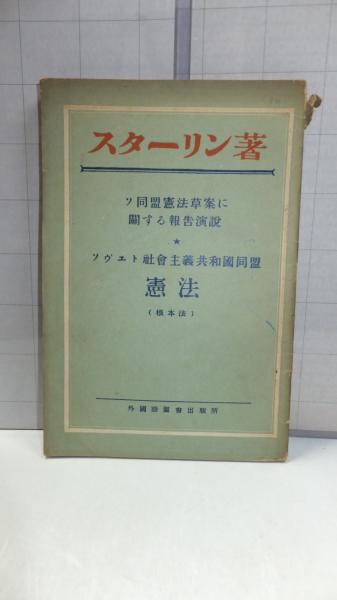 スターリン著
ソ同盟憲法草案に
關する報告演說
★
ソヴェト社會主義共和國同盟
憲法
(根本法)
外國語圖書出版所